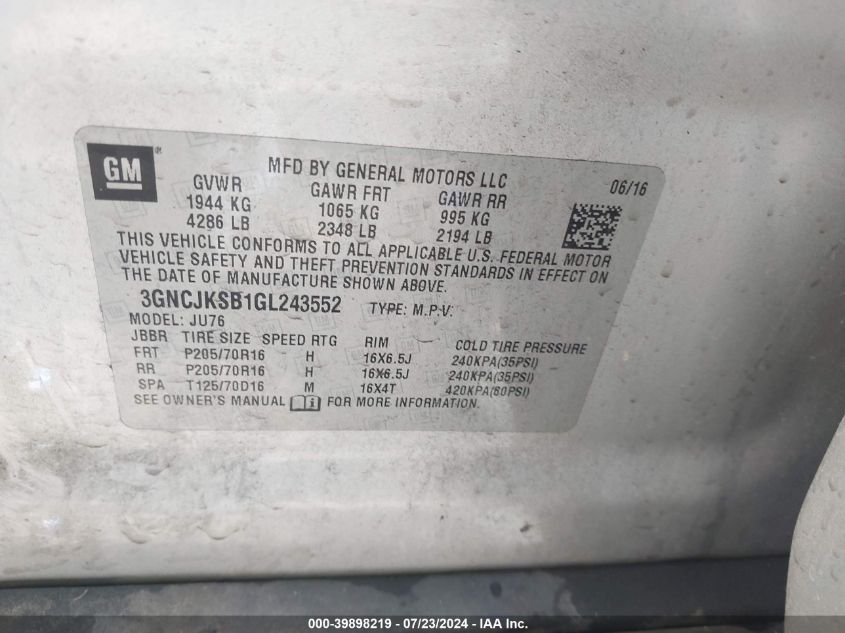 GM
MFD BY GENERAL MOTORS LLC 06/16
GVWR GAWR FRT GAWR RR
1944 KG 1065 KG 995 KG
4286 LB 2348 LB 2194 LB
THIS VEHICLE CONFORMS TO ALL APPLICABLE U.S. FEDERAL MOTOR
VEHICLE SAFETY AND THEFT PREVENTION STANDARDS IN EFFECT ON
THE DATE OF MANUFACTURE SHOWN ABOVE.
3GNCJKSB1GL243552 TYPE: M.P.V.
MODEL: JU76
JBBR TIRE SIZE SPEED RTG RIM COLD TIRE PRESSURE
FRT P205/70R16 H 16X6.5J 240KPA(35PSI)
RR P205/70R16 H 16X6.5J 240KPA(35PSI)
SPA T125/70D16 M 16X4T 420KPA(60PSI)
SEE OWNER'S MANUAL FOR MORE INFORMATION.
000-39898219 - 07/23/2024 - IAAI.com